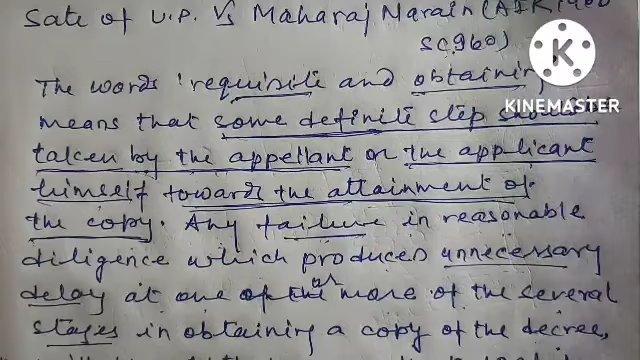 Sate of U.P. Vs Maharaj Narain (AIR 1968
SC 960)
KINEMASTER
The words 'requisite and obtaining
means that some definite step should
taken by the appellant or the applicant
himself towards the attainment of
the copy. Any failure in reasonable
diligence which produces unnecessary
delay at one of the or more of the several
stages in obtaining a copy of the decree,